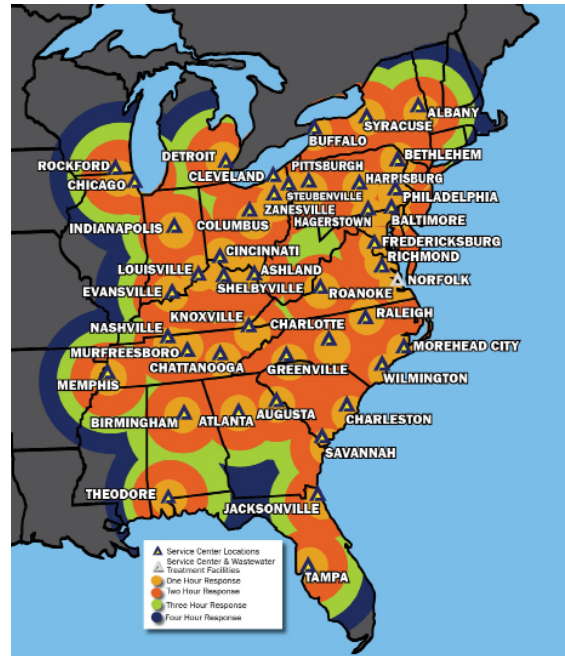 ALBANY
SYRACUSE
BUFFALO
DETROIT
BETHLEHEM
ROCKFORD
CLEVELAND
PITTSBURGH
HARPISBURG
CHICAGO
STEUBENVILLE
PHILADELPHIA
ZANESVILLE
COLUMBUS
HAGERSTOWN
BALTIMORE
INDIANAPOLIS
FREDERICKSBURG
CINCINNATI
RICHMOND
LOUISVILLE
ASHLAND
NORFOLK
EVANSVILLE
SHELBYVILLE
ROANOKE
KNOXVILLE
RALEIGH
NASHVILLE
CHARLOTTE
MURFREESBORO
MOREHEAD CITY
CHATTANOOGA
GREENVILLE
MEMPHIS
WILMINGTON
AUGUSTA
BIRMINGHAM
ATLANTA
CHARLESTON
SAVANNAH
THEODORE
JACKSONVILLE
TAMPA
Service Center Locations
Service Center & Wastewater
Treatment Facilities
One Hour Response
Two Hour Response
Three Hour Response
Four Hour Response